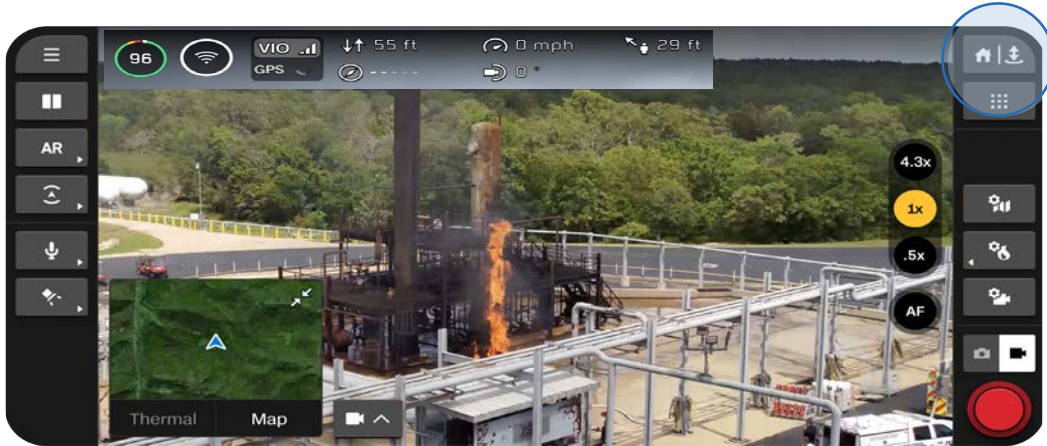 96
VIO
GPS
55 ft
-----
0 mph
0 °
29 ft
AR
4.3x
1x
.5x
AF
Thermal
Map